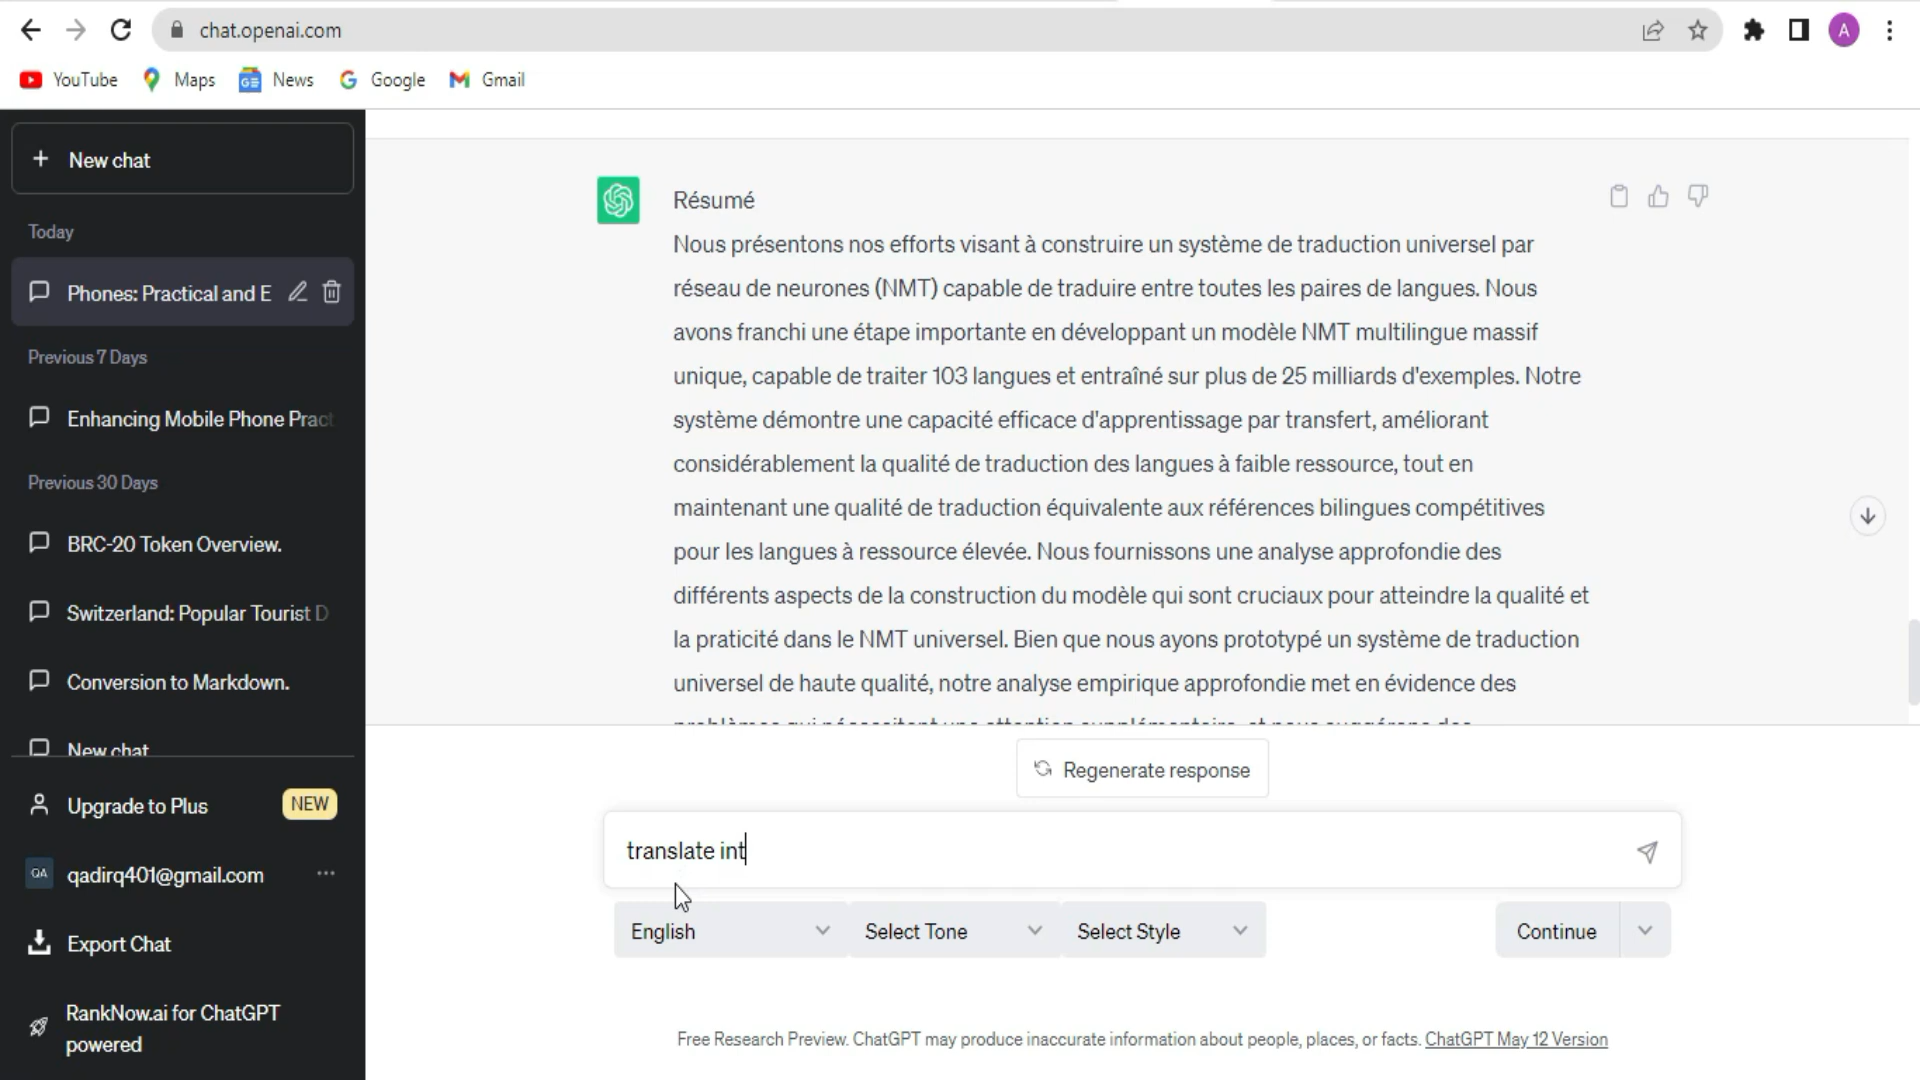 chat.openai.com
A
YouTube
Maps
News
Google
Gmail
New chat
Today
Phones: Practical and E
Previous 7 Days
Enhancing Mobile Phone Pract
Previous 30 Days
BRC-20 Token Overview.
Switzerland: Popular Tourist D
Conversion to Markdown.
New chat
Upgrade to Plus
NEW
QA
qadirq401@gmail.com
Export Chat
RankNow.ai for ChatGPT
powered
Résumé
Nous présentons nos efforts visant à construire un système de traduction universel par
réseau de neurones (NMT) capable de traduire entre toutes les paires de langues. Nous
avons franchi une étape importante en développant un modèle NMT multilingue massif
unique, capable de traiter 103 langues et entraîné sur plus de 25 milliards d'exemples. Notre
système démontre une capacité efficace d'apprentissage par transfert, améliorant
considérablement la qualité de traduction des langues à faible ressource, tout en
maintenant une qualité de traduction équivalente aux références bilingues compétitives
pour les langues à ressource élevée. Nous fournissons une analyse approfondie des
différents aspects de la construction du modèle qui sont cruciaux pour atteindre la qualité et
la praticité dans le NMT universel. Bien que nous ayons prototypé un système de traduction
universel de haute qualité, notre analyse empirique approfondie met en évidence des
Regenerate response
translate int
English
Select Tone
Select Style
Continue
Free Research Preview. ChatGPT may produce inaccurate information about people, places, or facts. ChatGPT May 12 Version